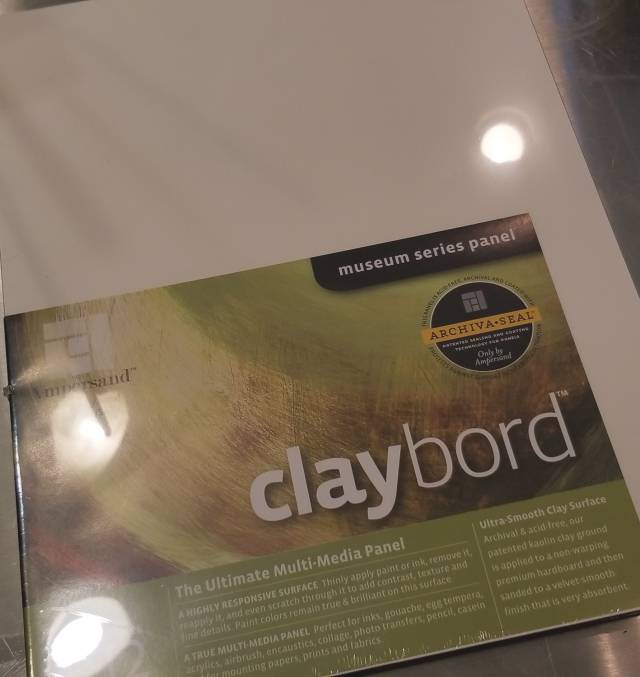 museum series panel
ARCHIVA•SEAL
PATENTED SEALING AND COATING
TECHNOLOGY FOR PANELS
Only by
Ampersand
Ampersand™
claybord™
The Ultimate Multi-Media Panel
A HIGHLY RESPONSIVE SURFACE Thinly apply paint or ink, remove it,
reapply it, and even scratch through it to add contrast, texture and
fine details. Paint colors remain true & brilliant on this surface
A TRUE MULTI-MEDIA PANEL Perfect for inks, gouache, egg tempera,
acrylics, airbrush, encaustics, collage, photo transfers, pencil, casein
for mounting papers, prints and fabrics.
Ultra-Smooth Clay Surface
Archival & acid-free, our
patented kaolin clay ground
is applied to a non-warping
premium hardboard and then
sanded to a velvet smooth
finish that is very absorbent.